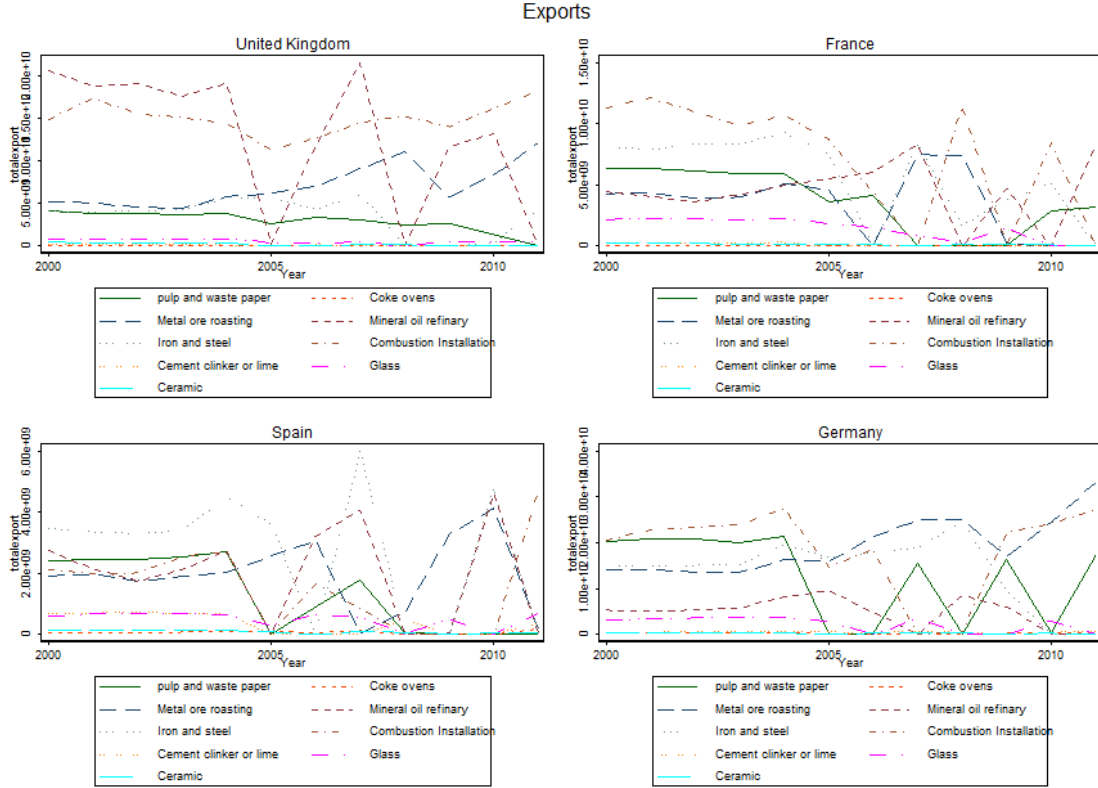 Exports
United Kingdom
totalexport
2.00e+10
1.50e+10
5.00e+09
0
2000
2005
2010
Year
pulp and waste paper
Coke ovens
Metal ore roasting
Mineral oil refinary
Iron and steel
Combustion Installation
Cement clinker or lime
Glass
Ceramic
France
totalexport
1.50e+10
1.00e+10
5.00e+09
0
2000
2005
2010
Year
pulp and waste paper
Coke ovens
Metal ore roasting
Mineral oil refinary
Iron and steel
Combustion Installation
Cement clinker or lime
Glass
Ceramic
Spain
totalexport
6.00e+09
4.00e+09
2.00e+09
0
2000
2005
2010
Year
pulp and waste paper
Coke ovens
Metal ore roasting
Mineral oil refinary
Iron and steel
Combustion Installation
Cement clinker or lime
Glass
Ceramic
Germany
totalexport
0
2000
2005
2010
Year
pulp and waste paper
Coke ovens
Metal ore roasting
Mineral oil refinary
Iron and steel
Combustion Installation
Cement clinker or lime
Glass
Ceramic